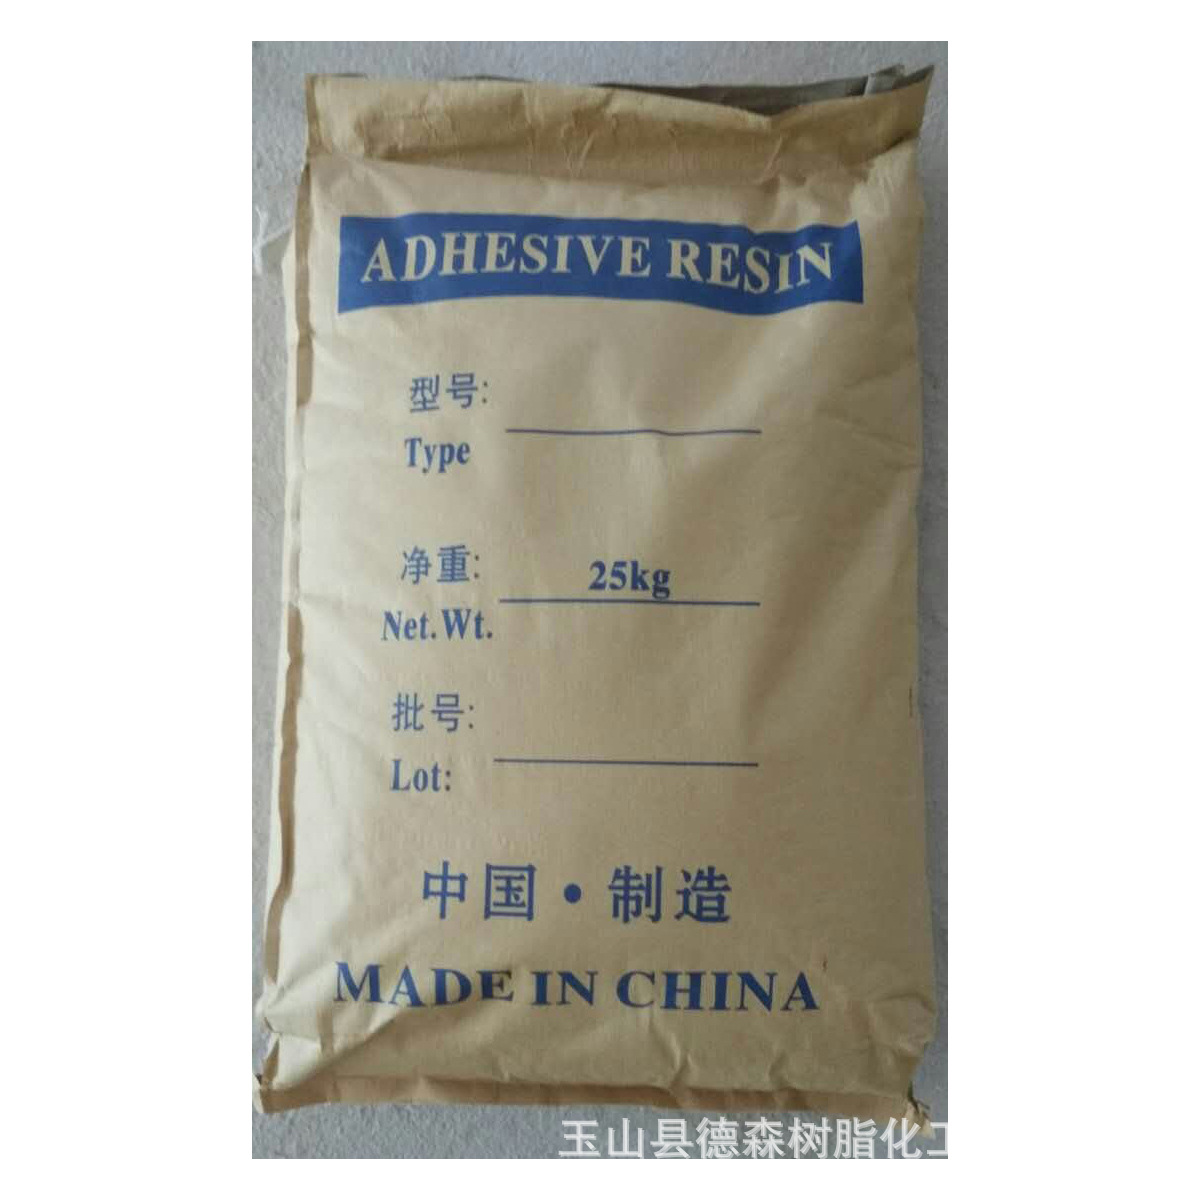 ADHESIVE RESIN
型号:
Type
净重: 25kg
Net.Wt.
批号:
Lot:
中国·制造
MADE IN CHINA
玉山县德森树脂化工